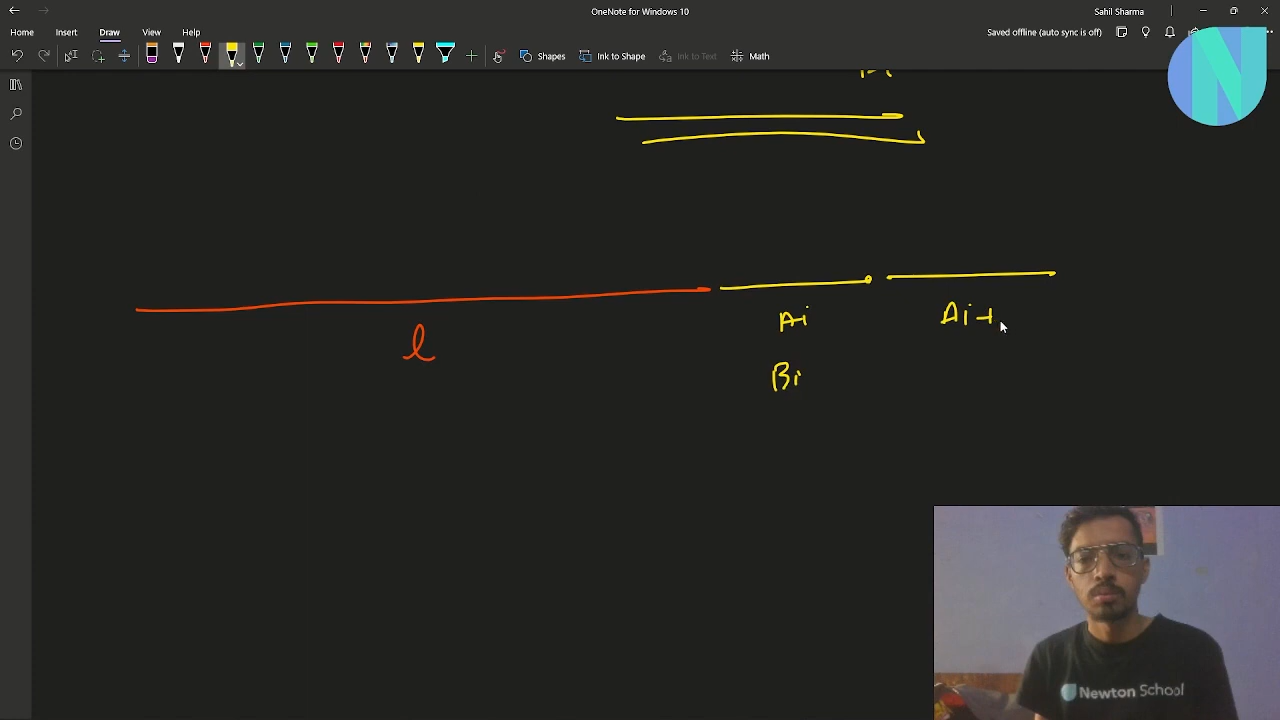 OneNote for Windows 10
Sahil Sharma
Home Insert Draw View Help
Saved offline (auto sync is off)
Shapes Ink to Shape Ink to Text Math
l
Ai
Ai+
Bi
Newton School